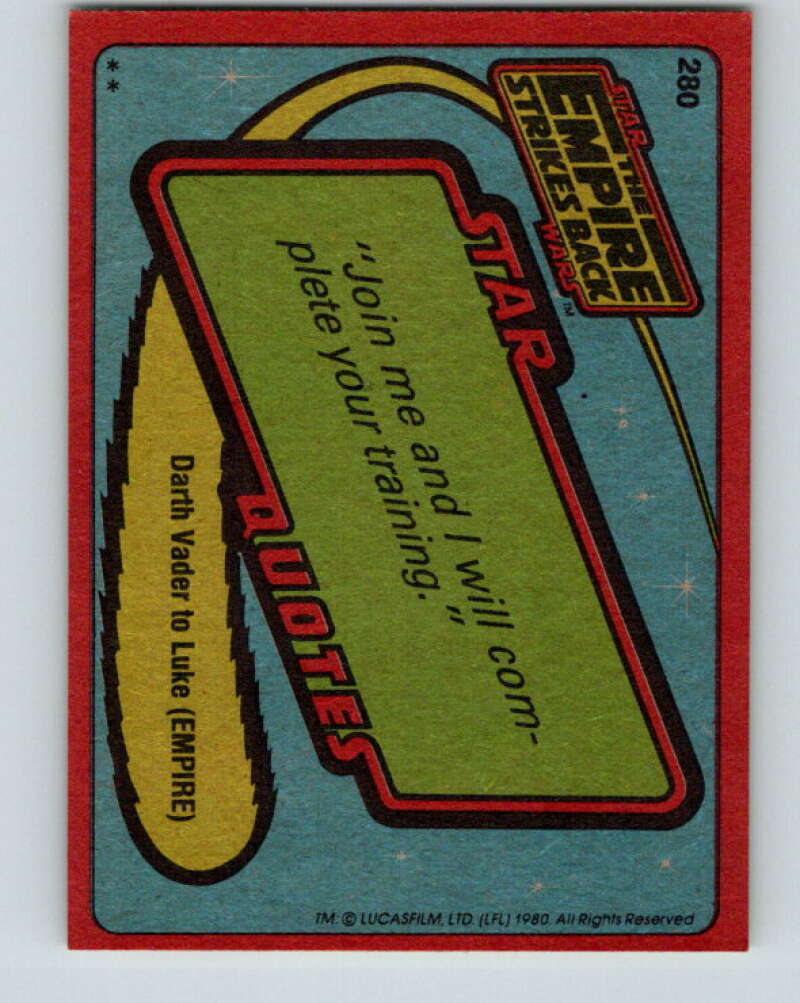 280
STAR
THE
EMPIRE
STRIKES BACK
WARS™
STAR
"Join me and I will com-
plete your training."
QUOTES
Darth Vader to Luke (EMPIRE)
**
TM: © LUCASFILM, LTD. (LFL) 1980. All Rights Reserved